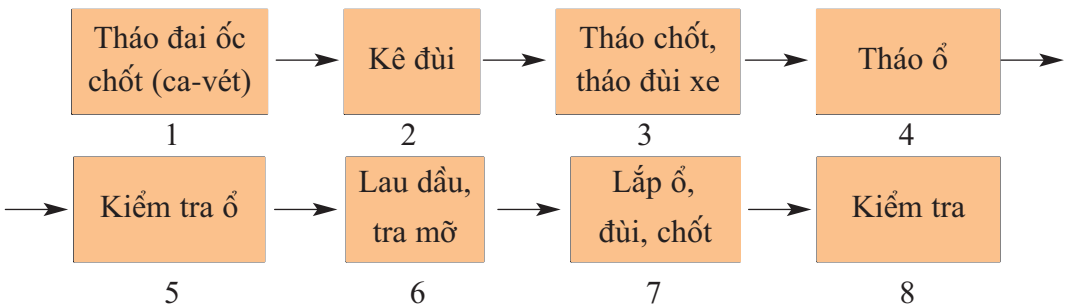 Tháo đai ốc
chốt (ca-vét)
Kê đùi
Tháo chốt,
tháo đùi xe
Tháo ổ
1
2
3
4
Kiểm tra ổ
Lau dầu,
tra mỡ
Lắp ổ,
đùi, chốt
Kiểm tra
5
6
7
8